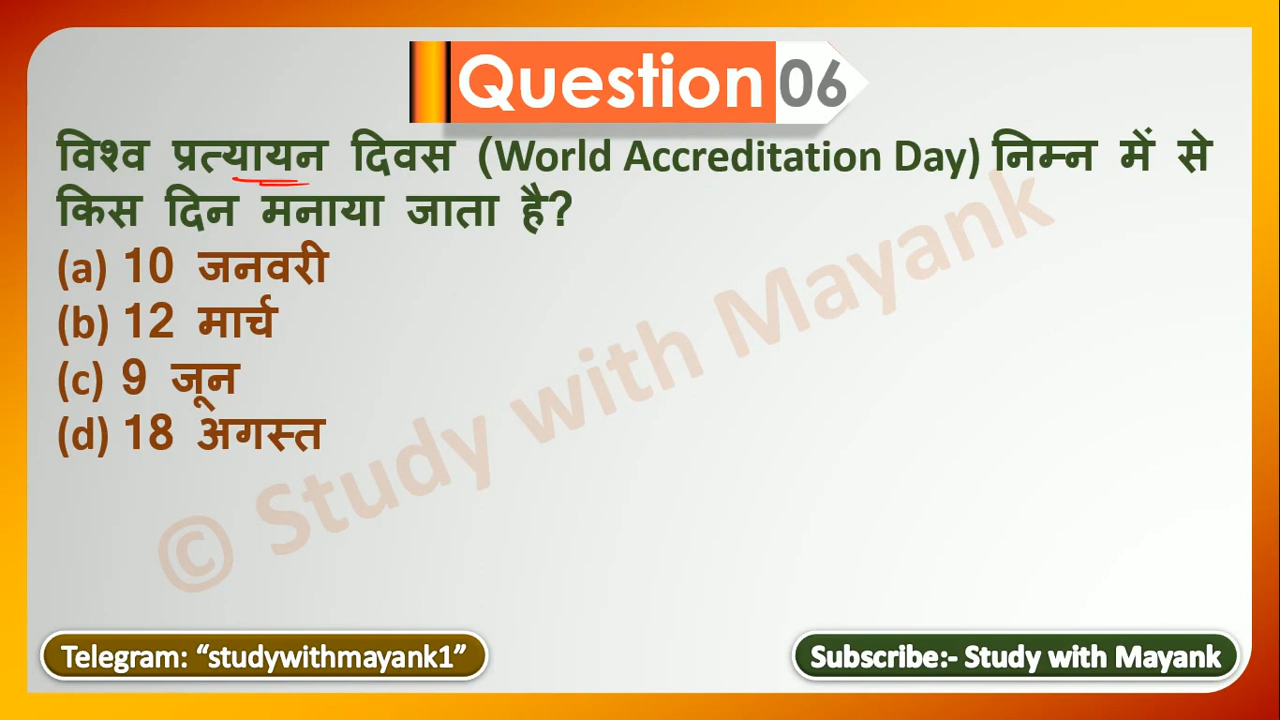 Question 06
विश्व प्रत्यायन दिवस (World Accreditation Day) निम्न में से
किस दिन मनाया जाता है?
(a) 10 जनवरी
(b) 12 मार्च
(c) 9 जून
(d) 18 अगस्त
© Study with Mayank
Telegram: “studywithmayank1”
Subscribe:- Study with Mayank